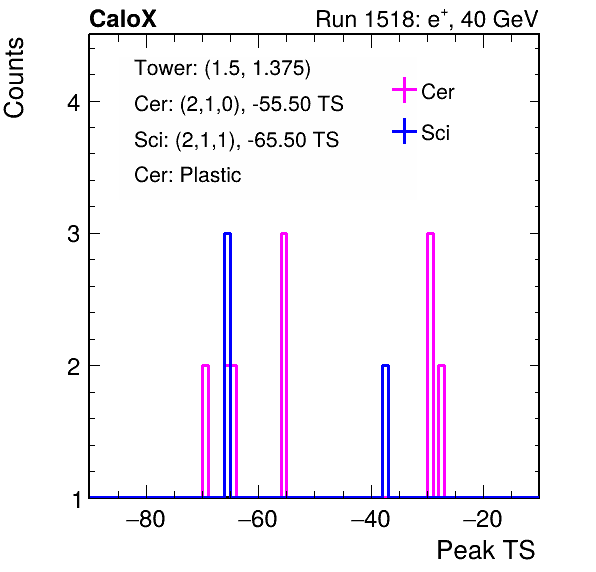 CaloX Run 1518: e⁺, 40 GeV
Counts
Tower: (1.5, 1.375)
Cer: (2,1,0), -55.50 TS
Sci: (2,1,1), -65.50 TS
Cer: Plastic
Cer
Sci
4
3
2
1
−80 −60 −40 −20
Peak TS